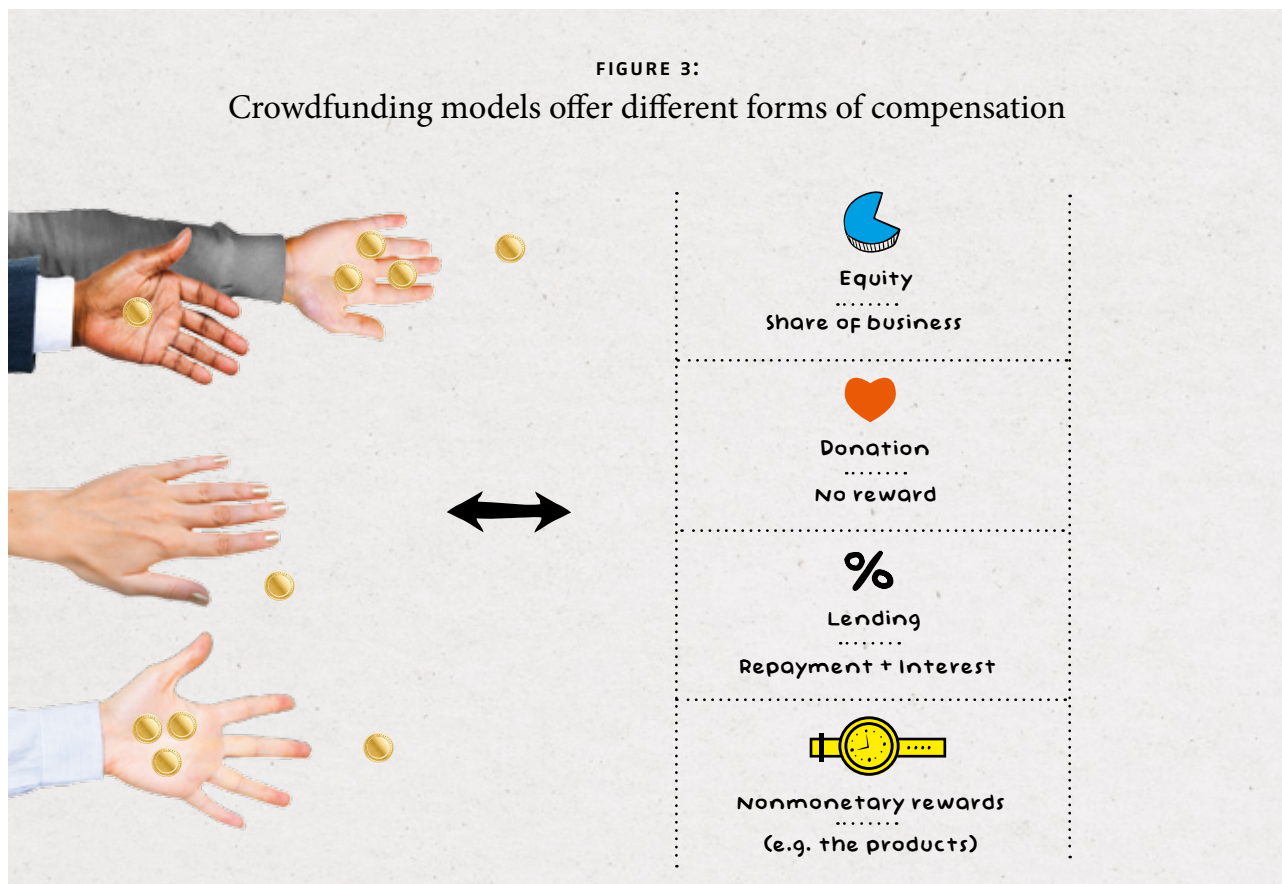 FIGURE 3:
Crowdfunding models offer different forms of compensation
Equity
Share of business
Donation
No reward
%
Lending
Repayment + Interest
Nonmonetary rewards
(e.g. the products)